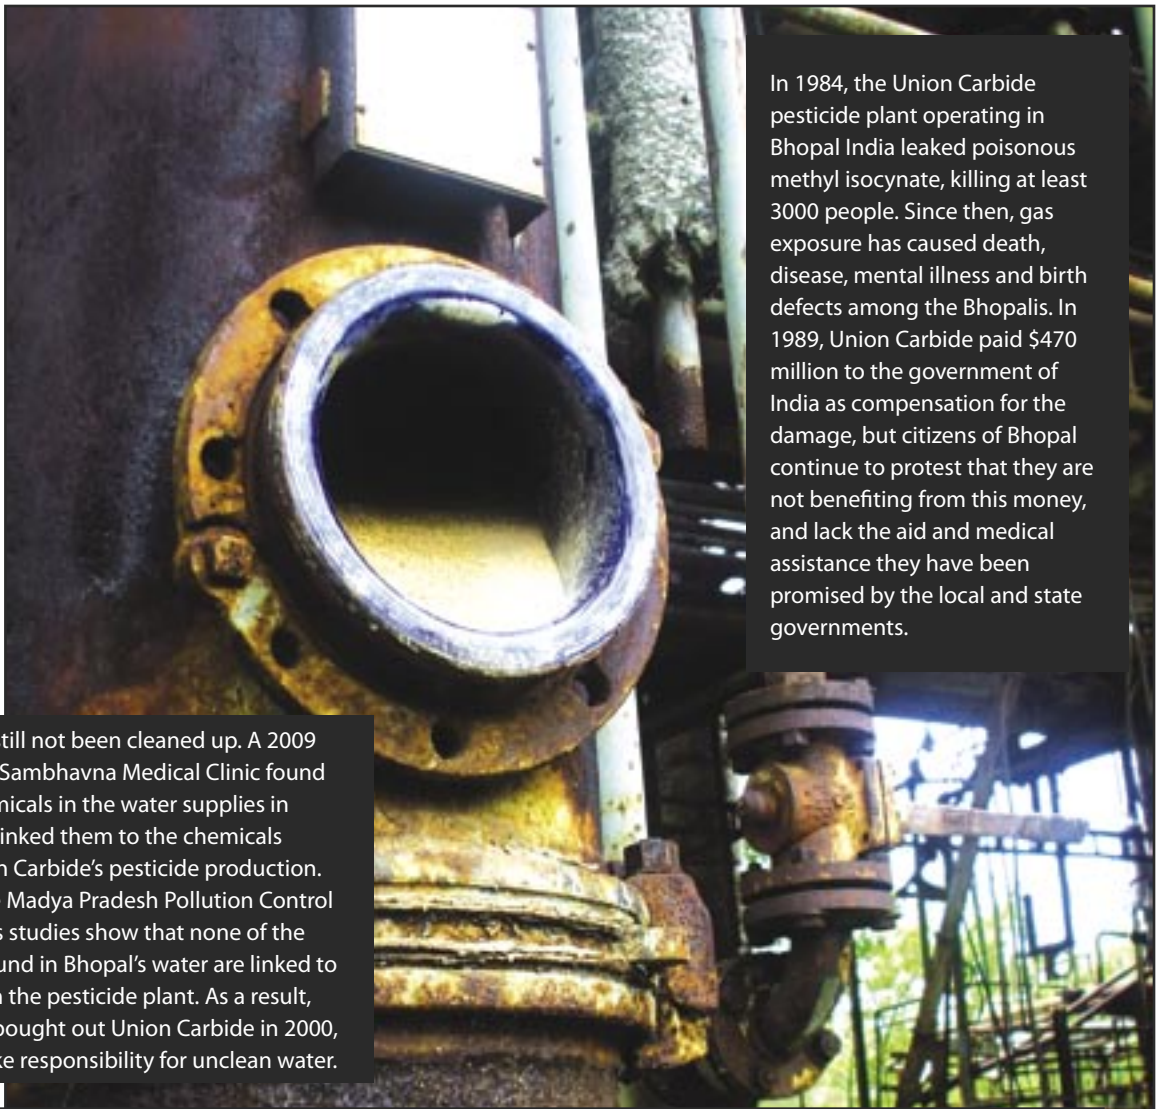 In 1984, the Union Carbide
pesticide plant operating in
Bhopal India leaked poisonous
methyl isocynate, killing at least
3000 people. Since then, gas
exposure has caused death,
disease, mental illness and birth
defects among the Bhopalis. In
1989, Union Carbide paid $470
million to the government of
India as compensation for the
damage, but citizens of Bhopal
continue to protest that they are
not benefiting from this money,
and lack the aid and medical
assistance they have been
promised by the local and state
governments.
still not been cleaned up. A 2009
Sambhavna Medical Clinic found
micals in the water supplies in
inked them to the chemicals
n Carbide's pesticide production.
Madya Pradesh Pollution Control
s studies show that none of the
und in Bhopal's water are linked to
n the pesticide plant. As a result,
bought out Union Carbide in 2000,
ke responsibility for unclean water.